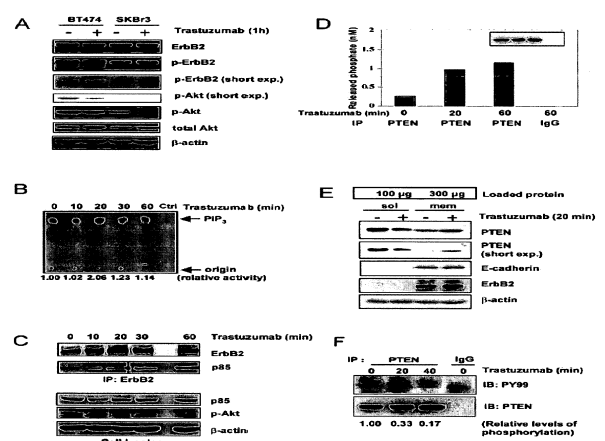 A
BT474 SKBr3
- + - + Trastuzumab (1h)
ErbB2
p-ErbB2
p-ErbB2 (short exp.)
p-Akt (short exp.)
p-Akt
total Akt
β-actin
B
0 10 20 30 60 Ctrl Trastuzumab (min)
PIP3
origin
1.00 1.02 2.06 1.23 1.14 (relative activity)
C
0 10 20 30 60 Trastuzumab (min)
ErbB2
p85
IP: ErbB2
p85
p-Akt
β-actin
D
Released phosphate (nM)
2
1.5
1
0.5
0
Trastuzumab (min) 0 20 60 60
IP PTEN PTEN PTEN IgG
E
100 µg 300 µg Loaded protein
sol mem
- + - + Trastuzumab (20 min)
PTEN
PTEN
(short exp.)
E-cadherin
ErbB2
β-actin
F
IP : PTEN IgG
0 20 40 0 Trastuzumab (min)
IB: PY99
IB: PTEN
1.00 0.33 0.17 (Relative levels of
phosphorylation)